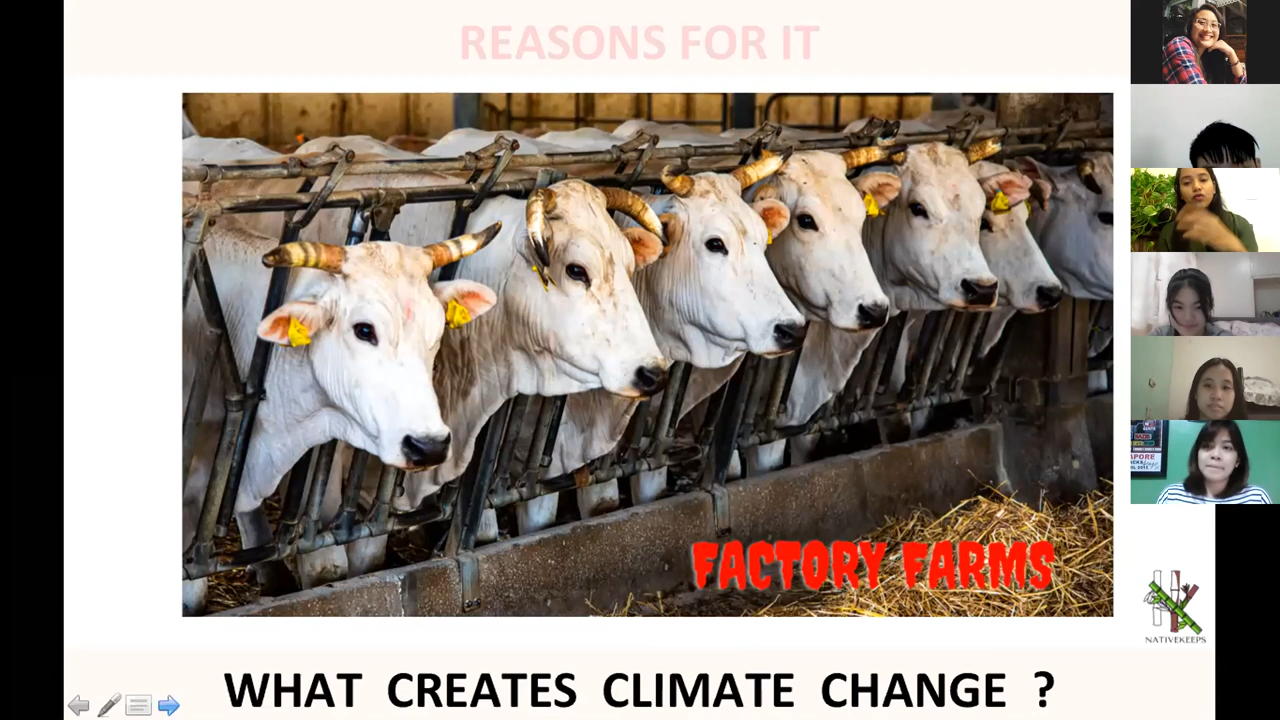 REASONS FOR IT
FACTORY FARMS
WHAT CREATES CLIMATE CHANGE ?
NATIVEKEEPS